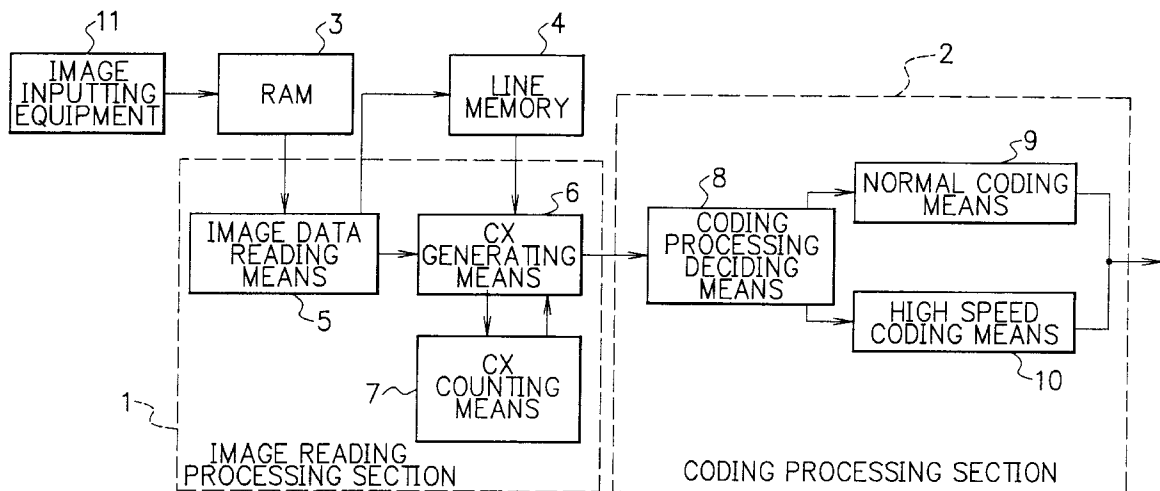 11
IMAGE
INPUTTING
EQUIPMENT
3
RAM
4
LINE
MEMORY
2
5
IMAGE DATA
READING
MEANS
6
CX
GENERATING
MEANS
7
CX
COUNTING
MEANS
1
IMAGE READING
PROCESSING SECTION
8
CODING
PROCESSING
DECIDING
MEANS
9
NORMAL CODING
MEANS
HIGH SPEED
CODING MEANS
10
CODING PROCESSING SECTION